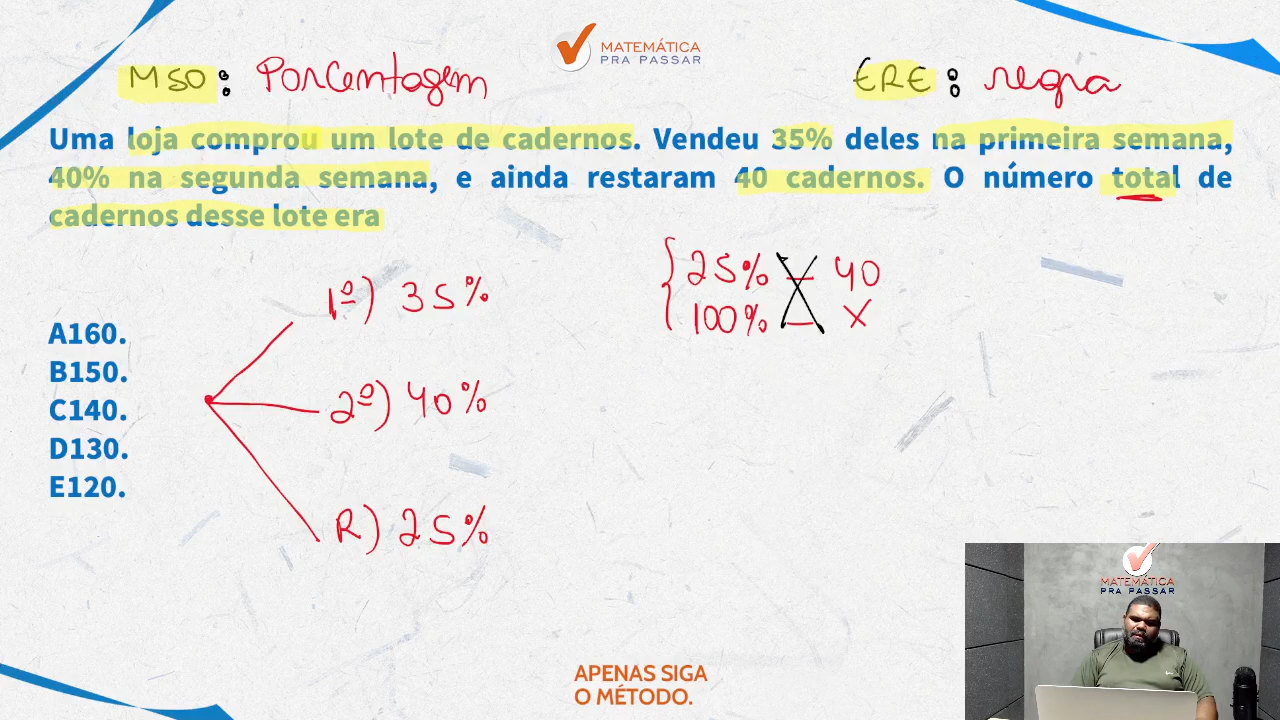 MATEMÁTICA
PRA PASSAR
MSO: Porcentagem
ERE: regra
Uma loja comprou um lote de cadernos. Vendeu 35% deles na primeira semana,
40% na segunda semana, e ainda restaram 40 cadernos. O número total de
cadernos desse lote era
A160.
B150.
C140.
D130.
E120.
1º) 35%
2º) 40%
R) 25%
25% — 40
100% — X
APENAS SIGA
O MÉTODO.
MATEMÁTICA
PRA PASSAR